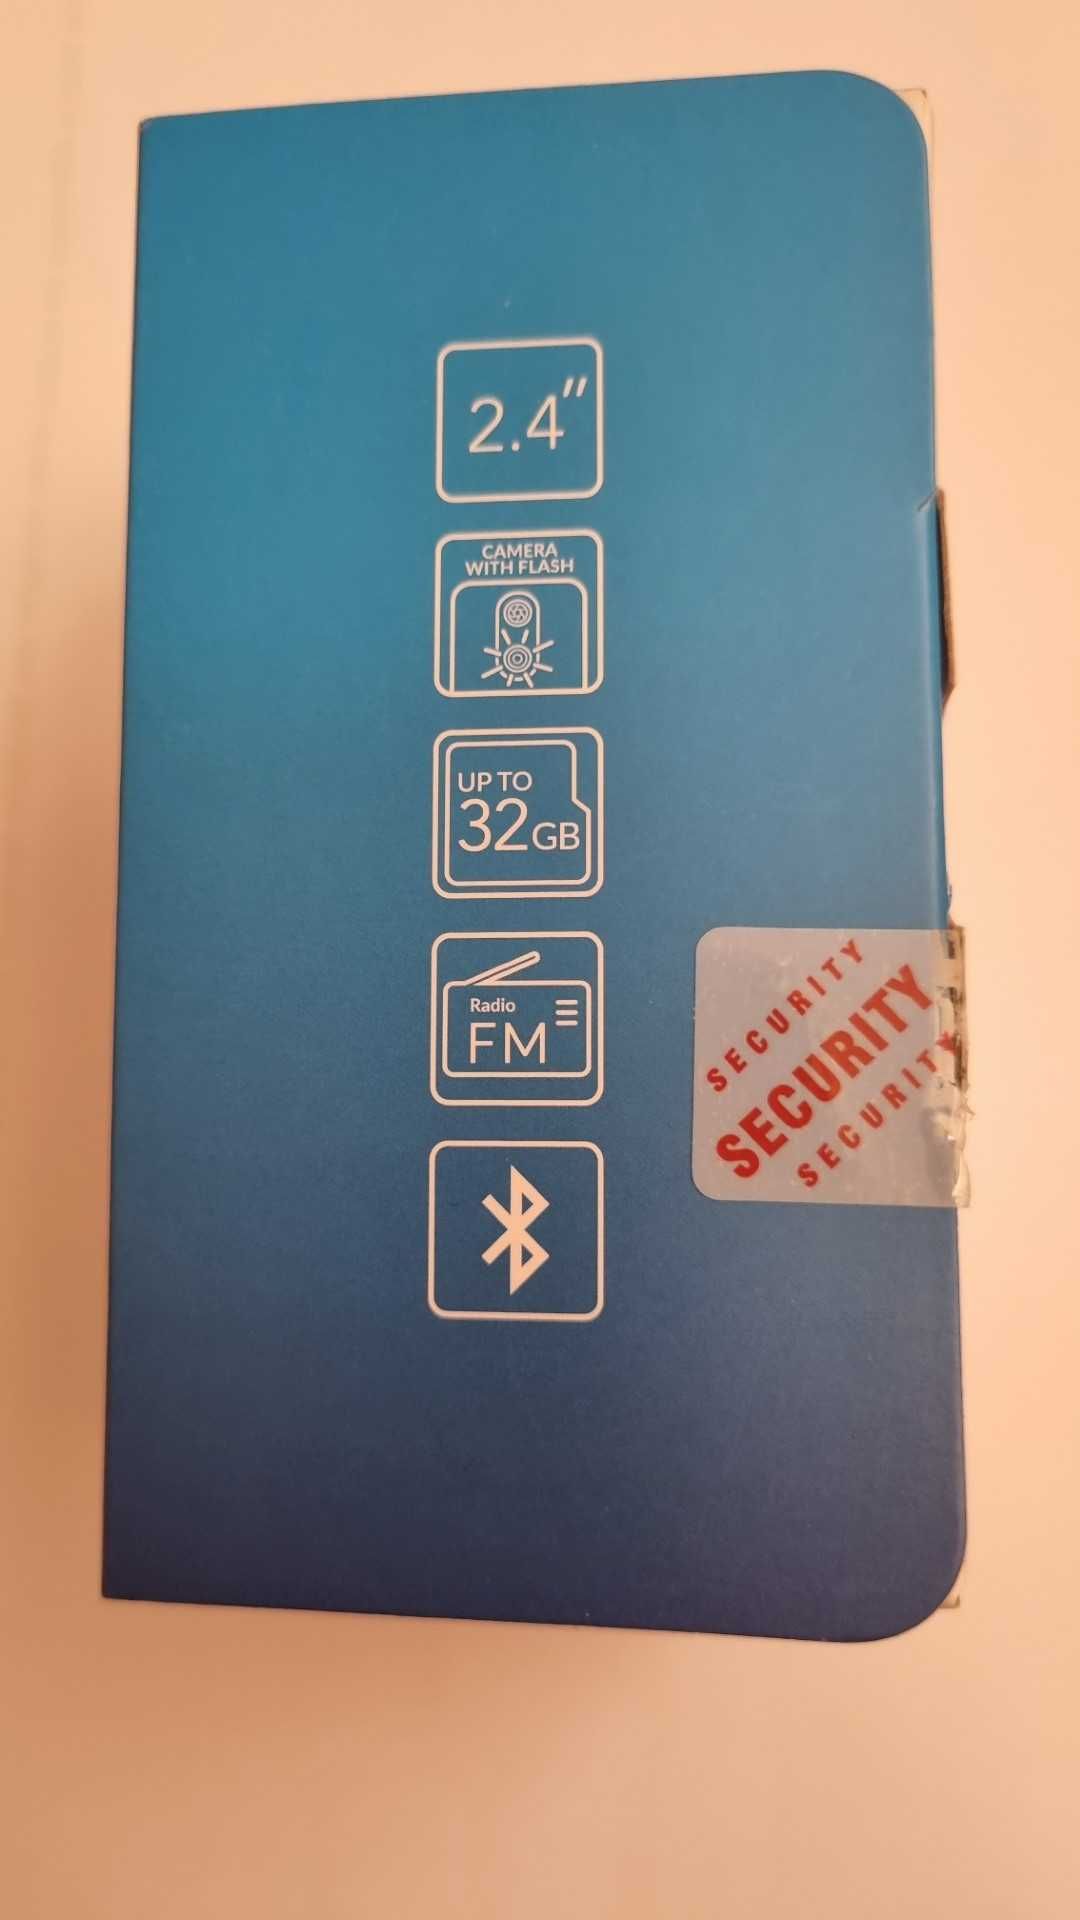 2.4"
CAMERA
WITH FLASH
UP TO
32GB
Radio
FM
SECURITY
SECURITY
SECURITY